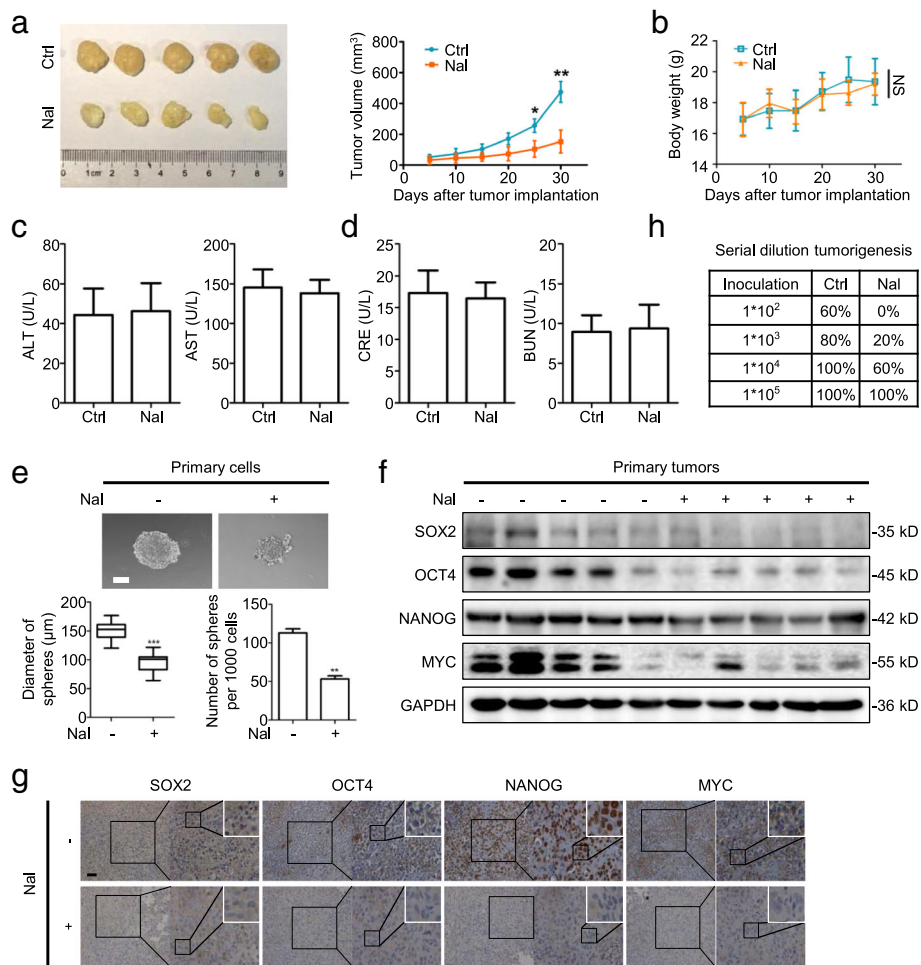 a
Ctrl
Nal
0 1cm 2 3 4 5 6 7 8 9
Tumor volume (mm³)
800
600
400
200
0
0 10 20 30
Days after tumor implantation
Ctrl
Nal
*
**
b
Body weight (g)
22
20
18
16
14
0 10 20 30
Days after tumor implantation
Ctrl
Nal
NS
c
ALT (U/L)
80
60
40
20
0
Ctrl Nal
AST (U/L)
200
150
100
50
0
Ctrl Nal
d
CRE (U/L)
25
20
15
10
5
0
Ctrl Nal
BUN (U/L)
20
15
10
5
0
Ctrl Nal
h
Serial dilution tumorigenesis
Inoculation Ctrl Nal
1*10² 60% 0%
1*10³ 80% 20%
1*10⁴ 100% 60%
1*10⁵ 100% 100%
e
Primary cells
Nal - +
Diameter of
spheres (μm)
200
150
100
50
0
***
Nal - +
Number of spheres
per 1000 cells
150
100
50
0
**
Nal - +
f
Primary tumors
Nal - - - - - + + + + +
SOX2 -35 kD
OCT4 -45 kD
NANOG -42 kD
MYC -55 kD
GAPDH -36 kD
g
SOX2 OCT4 NANOG MYC
Nal
-
+